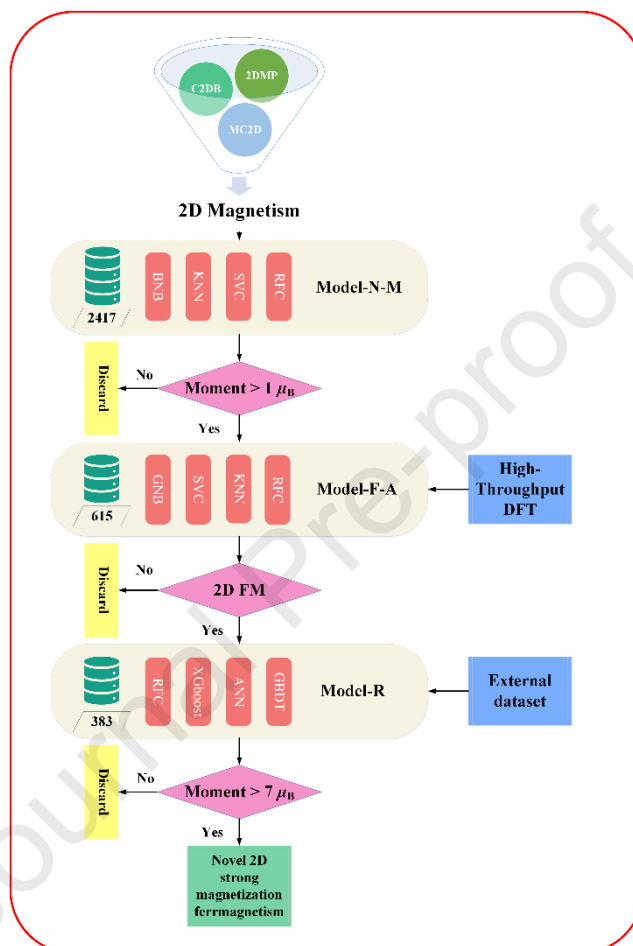 C2DB
2DMP
MC2D
2D Magnetism
2417
BNB
KNN
SVC
RFC
Model-N-M
Discard
No
Moment > 1 μB
Yes
615
GNB
SVC
KNN
RFC
Model-F-A
High-
Throughput
DFT
Discard
No
2D FM
Yes
383
RFC
XGboost
ANN
GBDT
Model-R
External
dataset
Discard
No
Moment > 7 μB
Yes
Novel 2D
strong
magnetization
ferrmagnetism
Journal Pre-proof